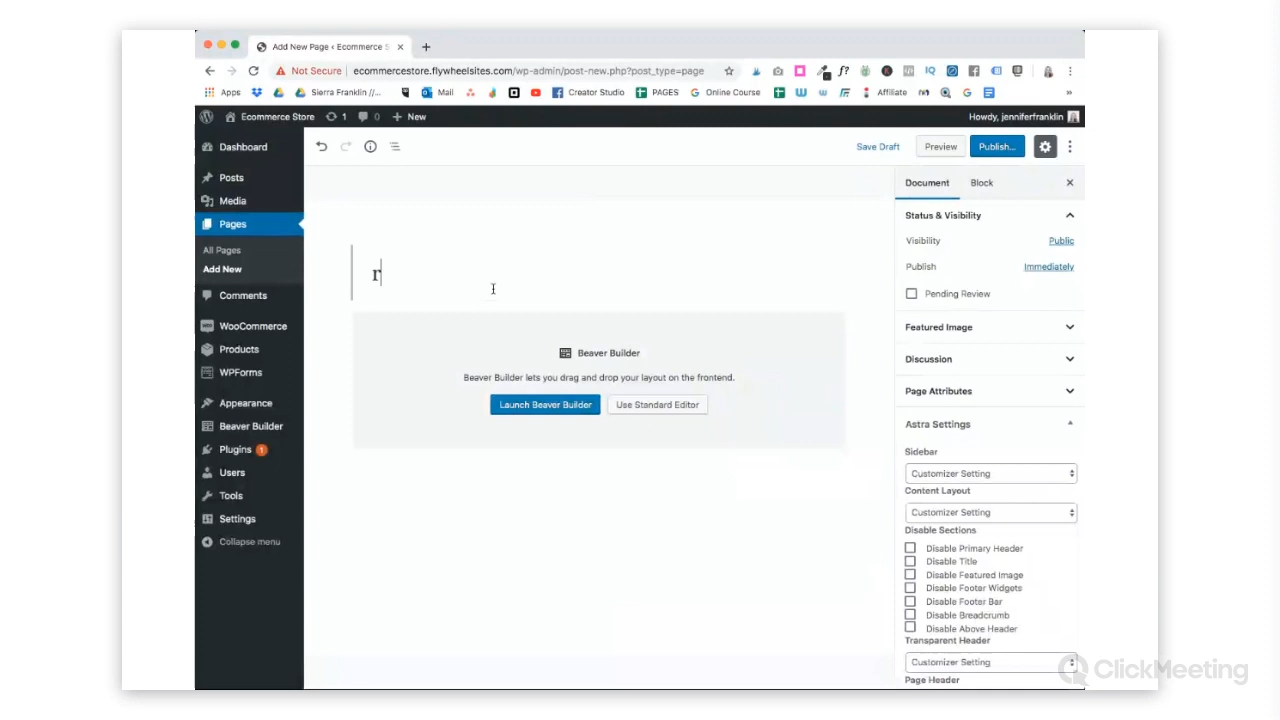 Add New Page ‹ Ecommerce S
Not Secure
ecommercestore.flywheelsites.com/wp-admin/post-new.php?post_type=page
Apps
Sierra Franklin //...
Mail
Creator Studio
PAGES
Online Course
Affiliate
»
Ecommerce Store
1
0
New
Howdy, jenniferfranklin
Dashboard
Posts
Media
Pages
All Pages
Add New
Comments
WooCommerce
Products
WPForms
Appearance
Beaver Builder
Plugins 1
Users
Tools
Settings
Collapse menu
Save Draft
Preview
Publish...
r
Beaver Builder
Beaver Builder lets you drag and drop your layout on the frontend.
Launch Beaver Builder
Use Standard Editor
Document
Block
Status & Visibility
Visibility
Public
Publish
Immediately
Pending Review
Featured Image
Discussion
Page Attributes
Astra Settings
Sidebar
Customizer Setting
Content Layout
Customizer Setting
Disable Sections
Disable Primary Header
Disable Title
Disable Featured Image
Disable Footer Widgets
Disable Footer Bar
Disable Breadcrumb
Disable Above Header
Transparent Header
Customizer Setting
Page Header
ClickMeeting